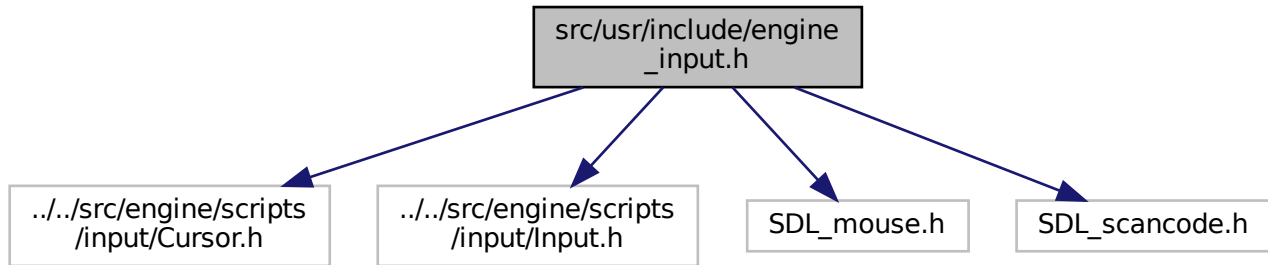 src/usr/include/engine
_input.h
../../src/engine/scripts
/input/Cursor.h
../../src/engine/scripts
/input/Input.h
SDL_mouse.h
SDL_scancode.h